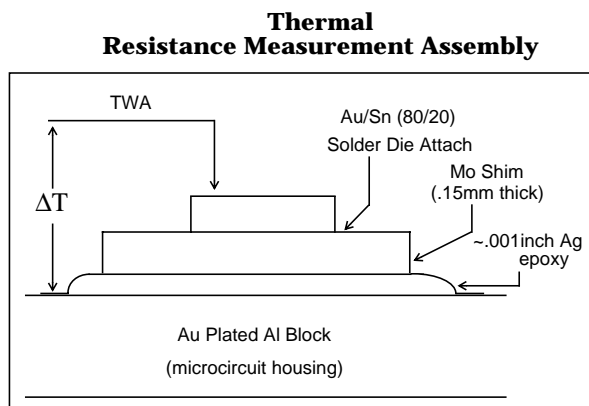 Thermal
Resistance Measurement Assembly
TWA
Au/Sn (80/20)
Solder Die Attach
Mo Shim
(.15mm thick)
ΔT
~.001inch Ag
epoxy
Au Plated Al Block
(microcircuit housing)